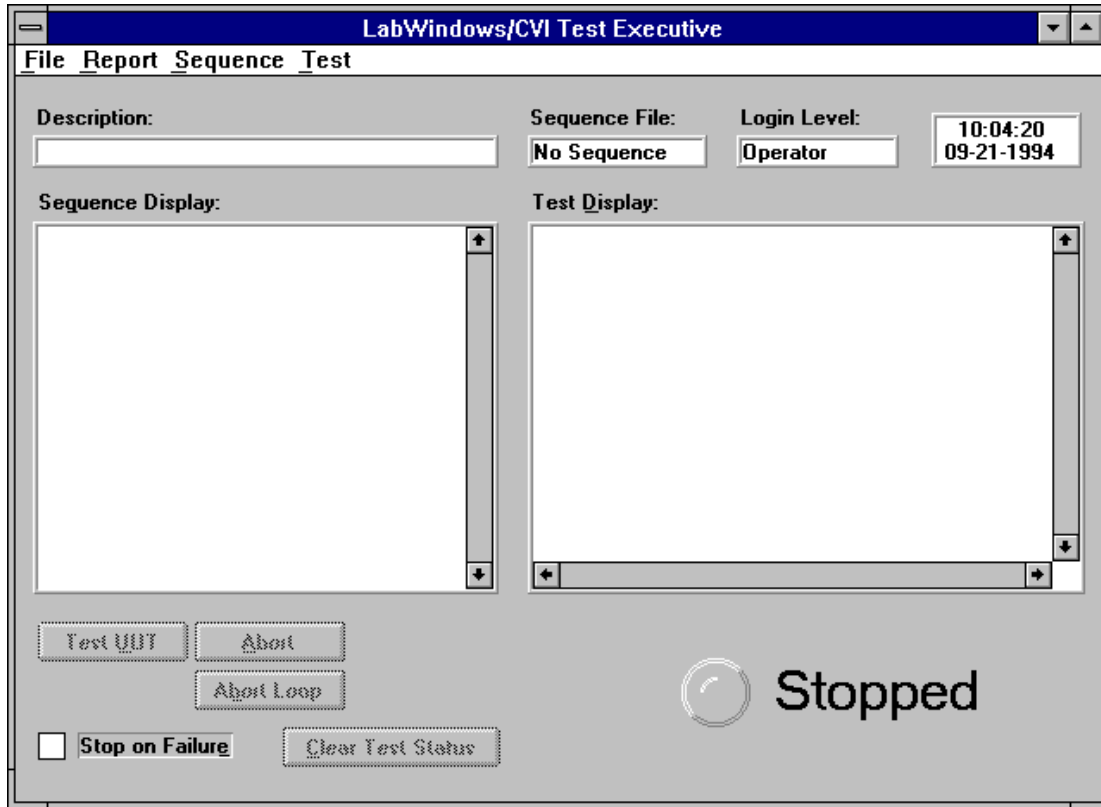 LabWindows/CVI Test Executive
File Report Sequence Test
Description:
Sequence File:
Login Level:
No Sequence
Operator
10:04:20
09-21-1994
Sequence Display:
Test Display:
Test UUT
Abort
Abort Loop
Stopped
Stop on Failure
Clear Test Status